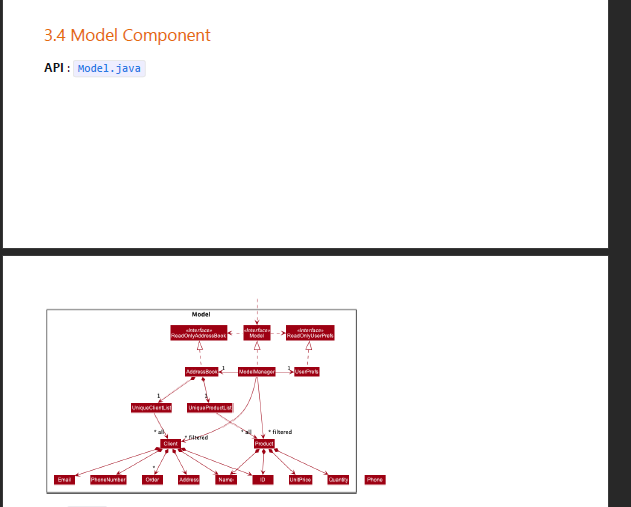 3.4 Model Component
API : Model.java
Model
«Interface» ReadOnlyAddressBook
«Interface» Model
«Interface» ReadOnlyUserPrefs
AddressBook
1
ModelManager
1
UserPrefs
1
1
UniqueClientList
UniqueProductList
* all
* filtered
* all
* filtered
Client
Product
*
Email
PhoneNumber
Order
Address
Name
ID
UnitPrice
Quantity
Phone